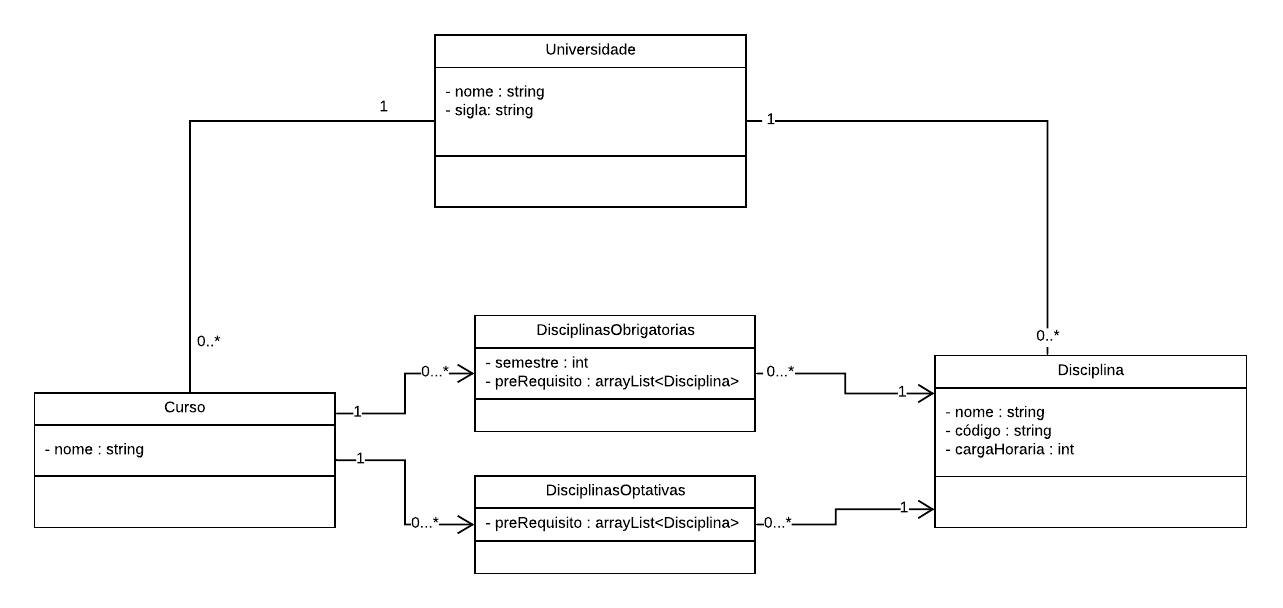 Universidade
- nome : string
- sigla: string
1
1
0..*
0..*
DisciplinasObrigatorias
- semestre : int
- preRequisito : arrayList<Disciplina>
Disciplina
- nome : string
- código : string
- cargaHoraria : int
Curso
- nome : string
1
0...*
0...*
1
1
0...*
DisciplinasOptativas
- preRequisito : arrayList<Disciplina>
0...*
1